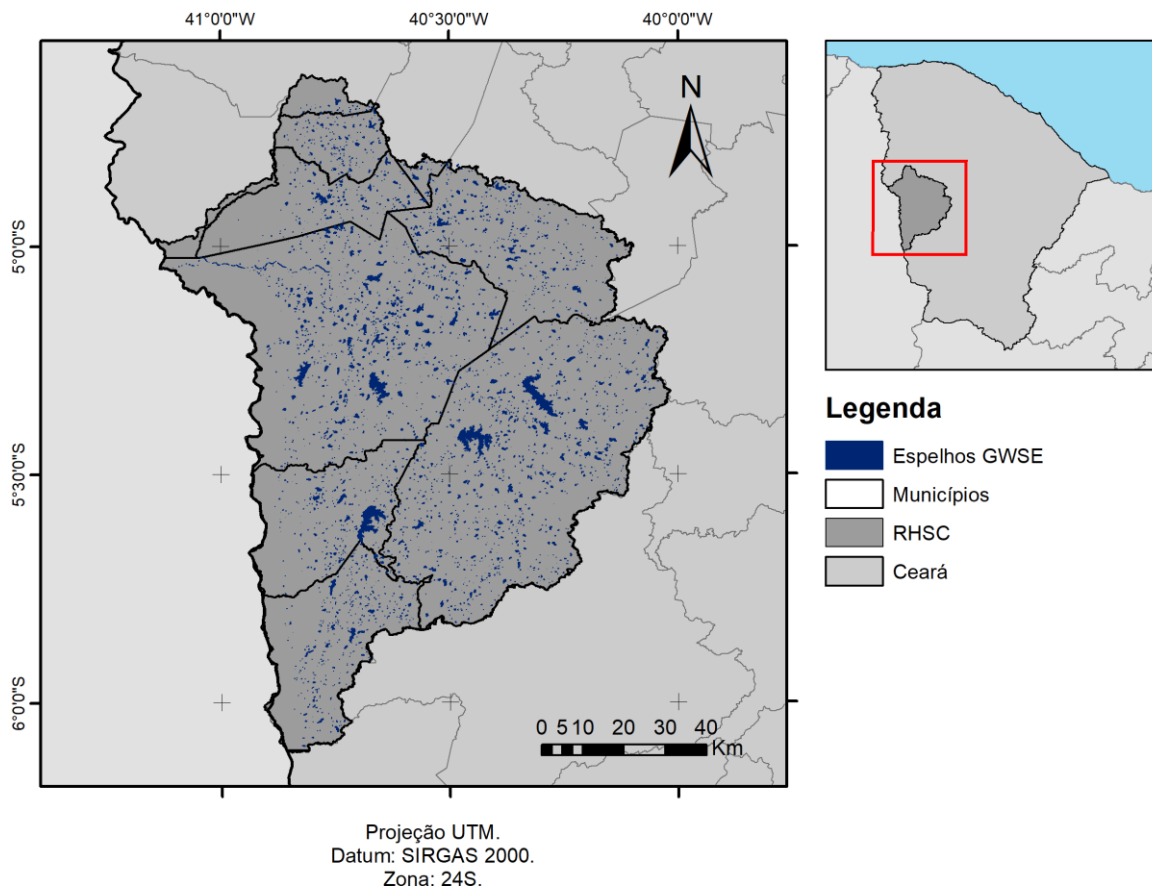 41°0'0"W 40°30'0"W 40°0'0"W
N
5°0'0"S
5°30'0"S
6°0'0"S
0 5 10 20 30 40
Km
Projeção UTM.
Datum: SIRGAS 2000.
Zona: 24S.
Legenda
Espelhos GWSE
Municípios
RHSC
Ceará